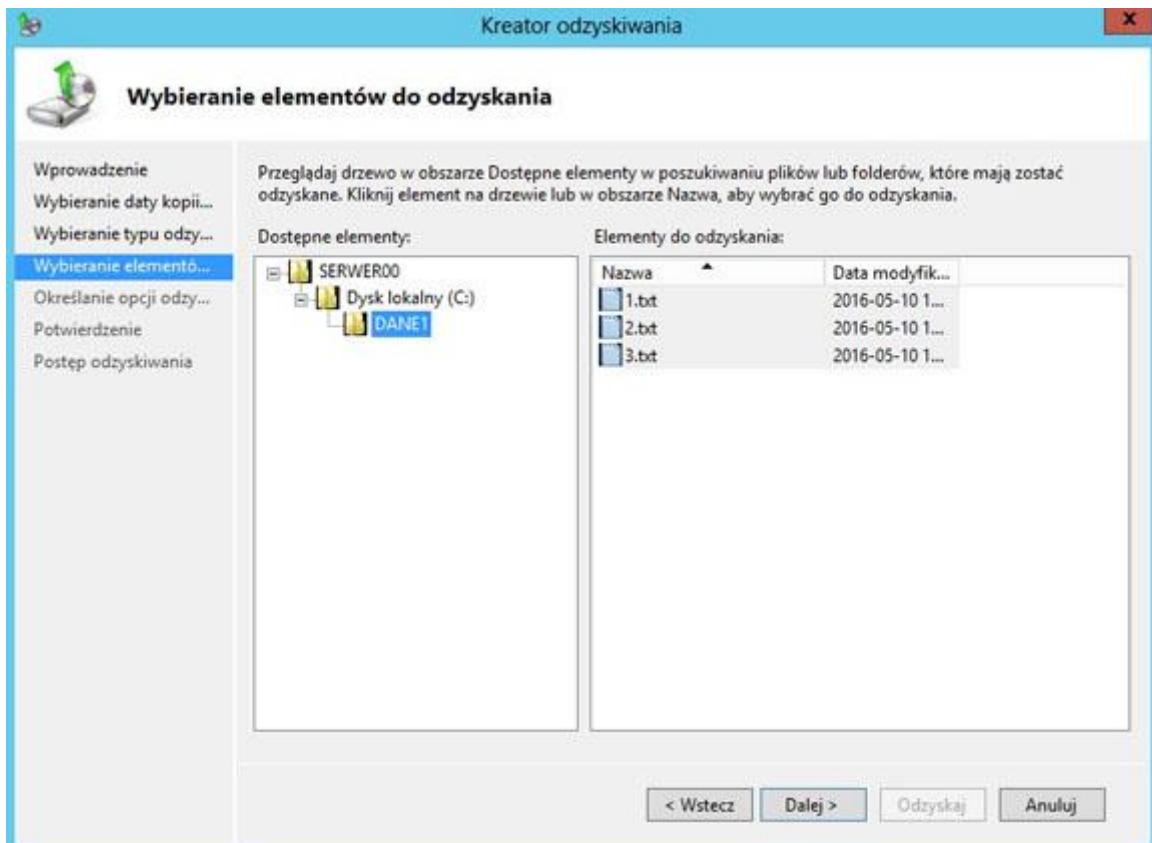 Kreator odzyskiwania
x
Wybieranie elementów do odzyskania
Wprowadzenie
Wybieranie daty kopii...
Wybieranie typu odzy...
Wybieranie elementó...
Określanie opcji odzy...
Potwierdzenie
Postęp odzyskiwania
Przeglądaj drzewo w obszarze Dostępne elementy w poszukiwaniu plików lub folderów, które mają zostać
odzyskane. Kliknij element na drzewie lub w obszarze Nazwa, aby wybrać go do odzyskania.
Dostępne elementy:
SERWER00
Dysk lokalny (C:)
DANE1
Elementy do odzyskania:
Nazwa Data modyfik...
1.txt 2016-05-10 1...
2.txt 2016-05-10 1...
3.txt 2016-05-10 1...
< Wstecz Dalej > Odzyskaj Anuluj